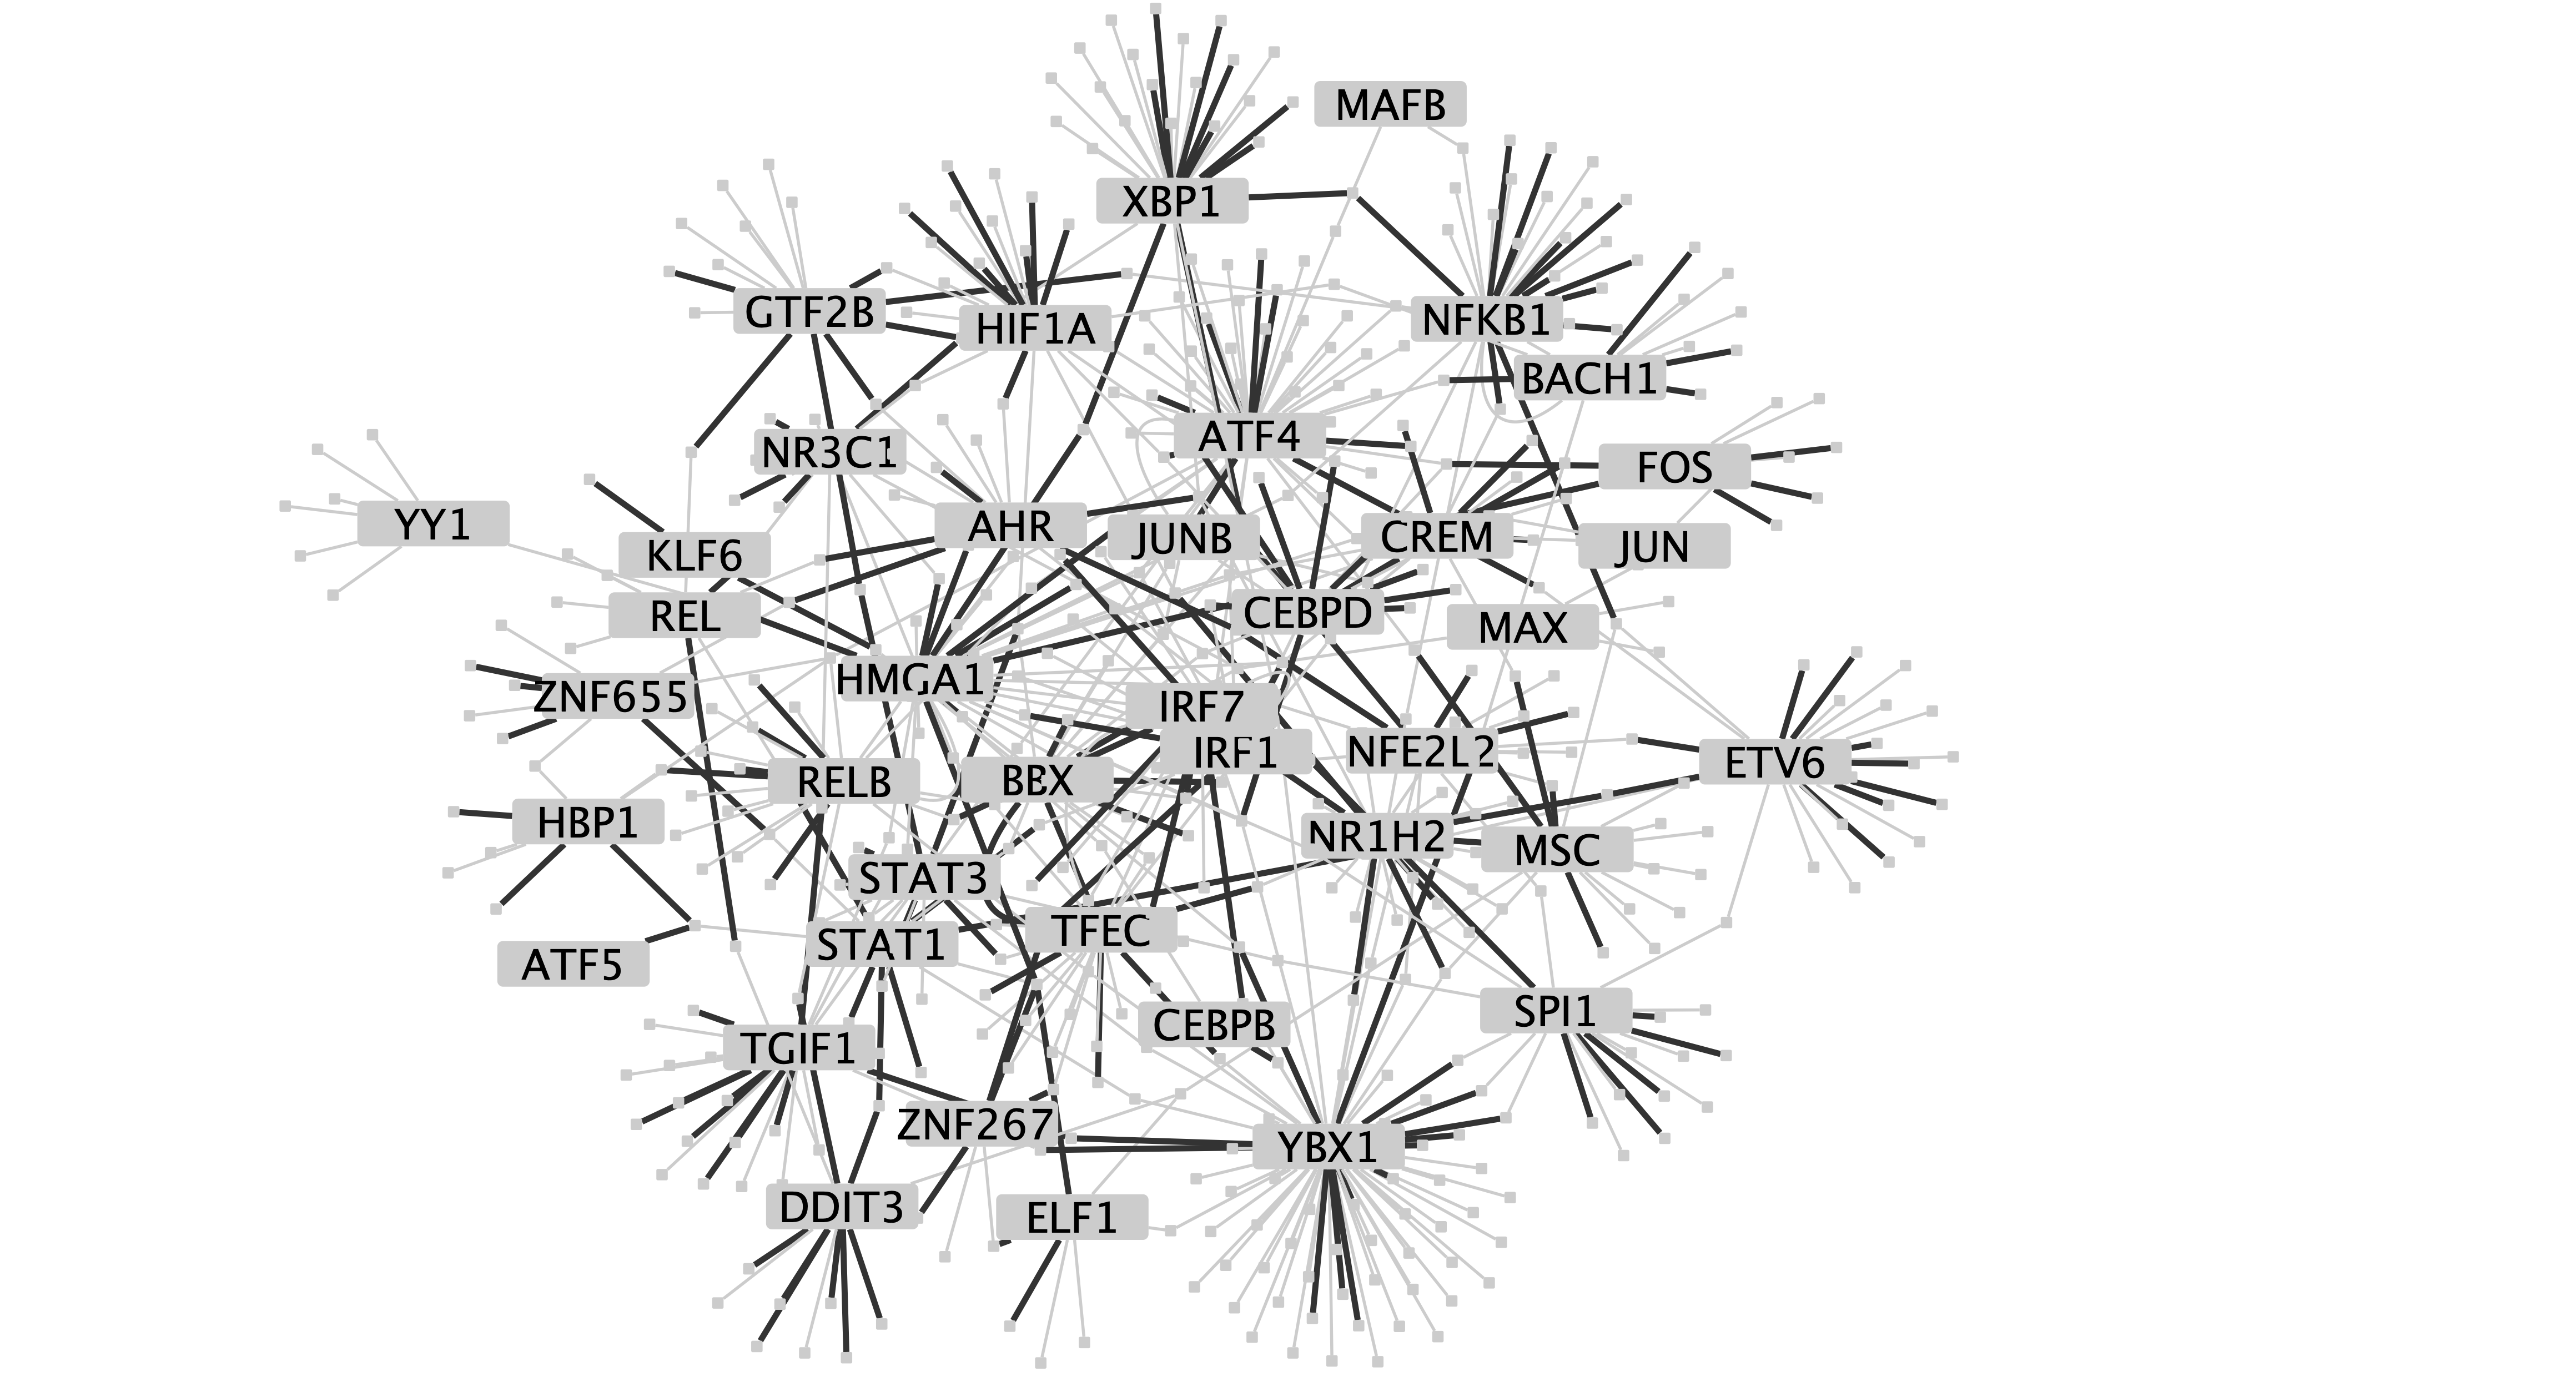 MAFB
XBP1
GTF2B
HIF1A
NFKB1
BACH1
ATF4
NR3C1
FOS
YY1
AHR
JUNB
CREM
JUN
KLF6
REL
CEBPD
MAX
HMGA1
ZNF655
IRF7
IRF1
NFE2L2
ETV6
RELB
BBX
HBP1
NR1H2
MSC
STAT3
TFEC
STAT1
ATF5
SPI1
CEBPB
TGIF1
ZNF267
YBX1
DDIT3
ELF1